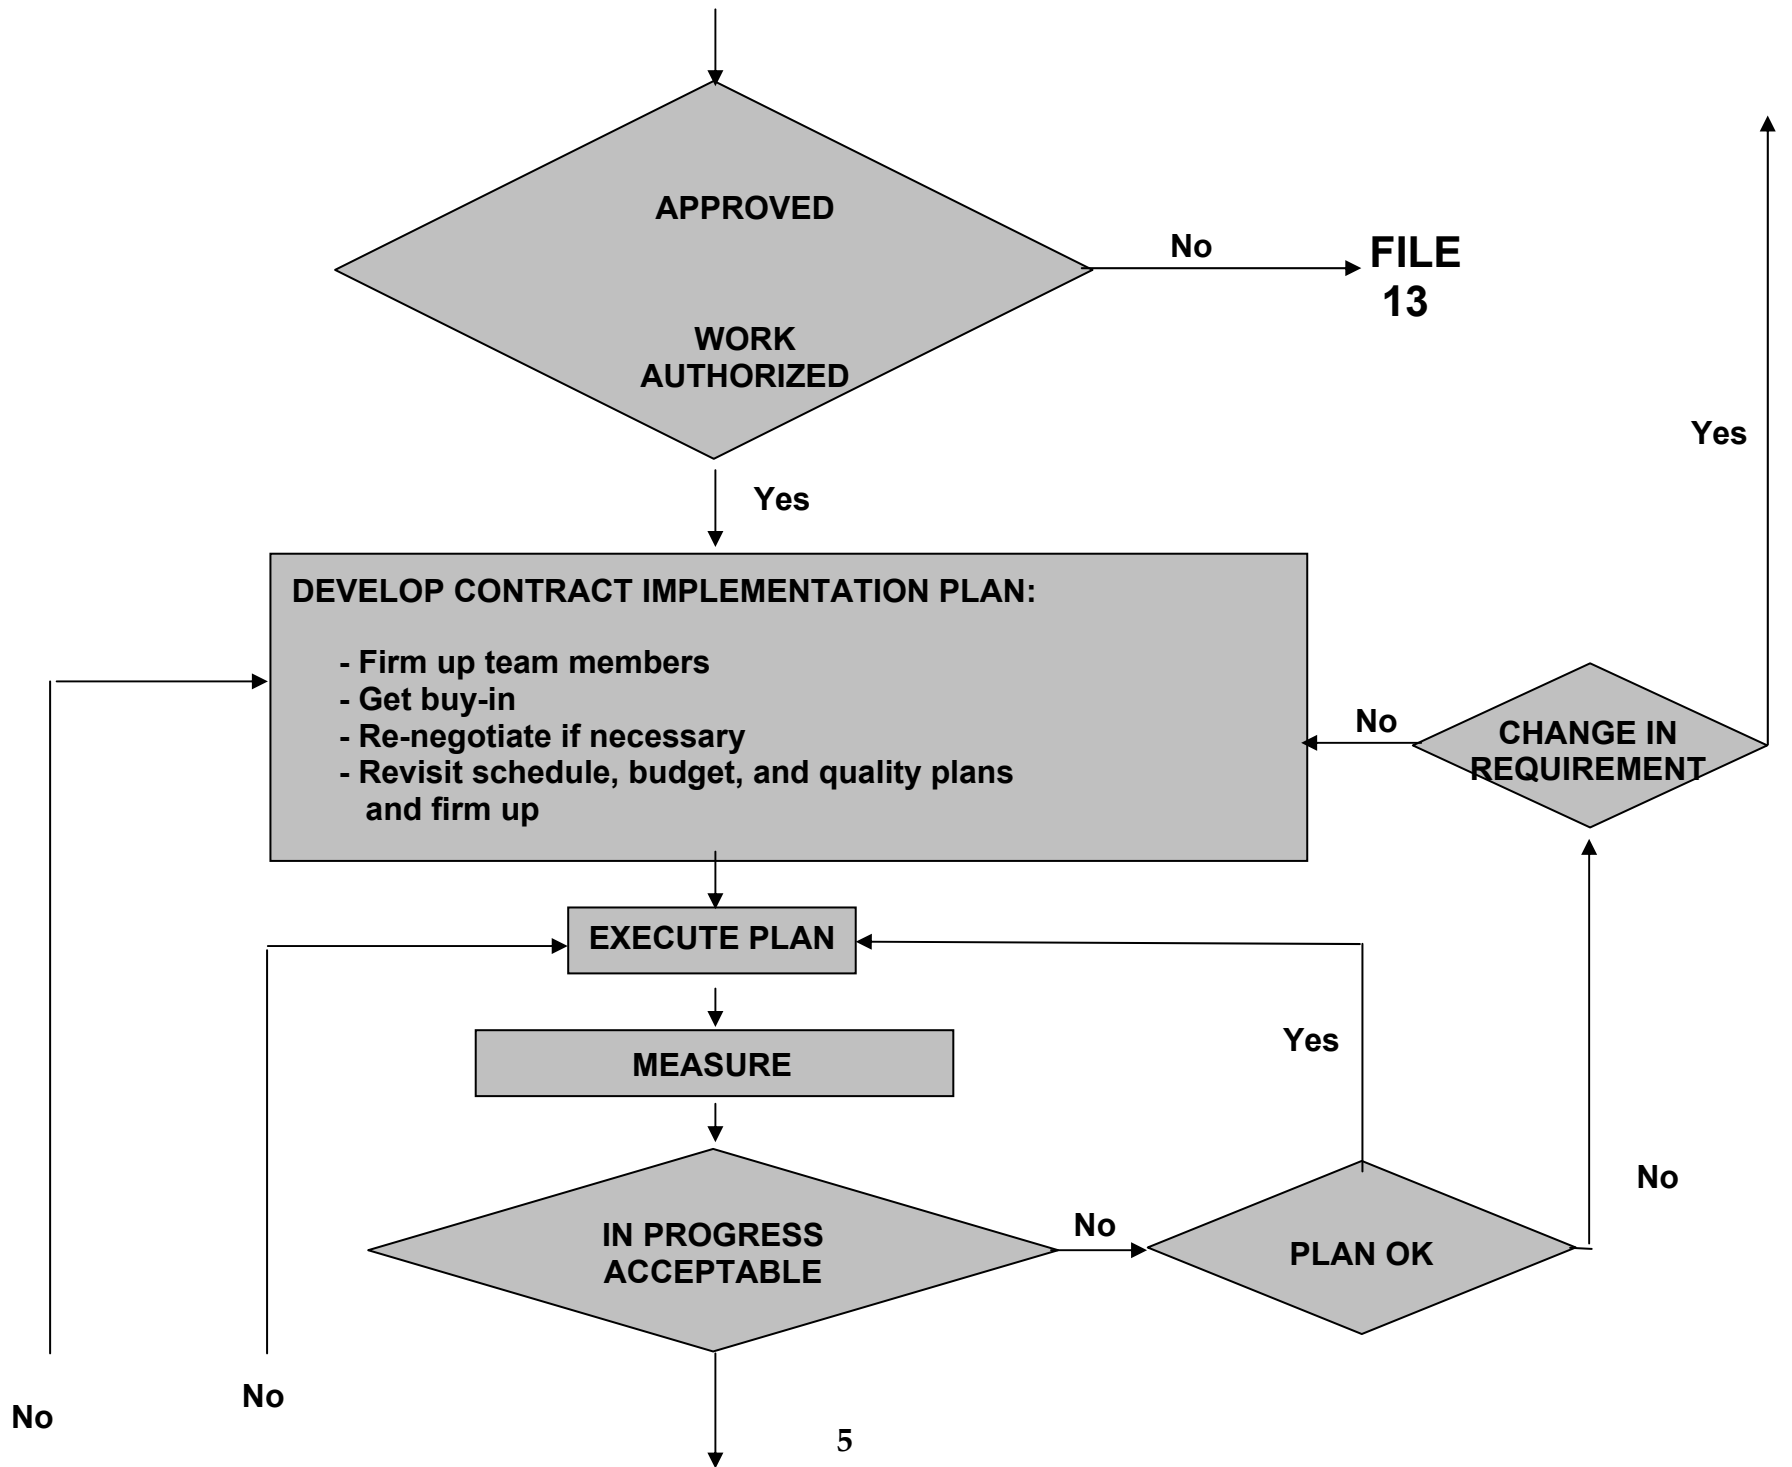 APPROVED
No
FILE
13
WORK
AUTHORIZED
Yes
Yes
DEVELOP CONTRACT IMPLEMENTATION PLAN:
- Firm up team members
- Get buy-in
- Re-negotiate if necessary
- Revisit schedule, budget, and quality plans
and firm up
No
CHANGE IN
REQUIREMENT
EXECUTE PLAN
Yes
MEASURE
No
IN PROGRESS
ACCEPTABLE
No
PLAN OK
No
No
5